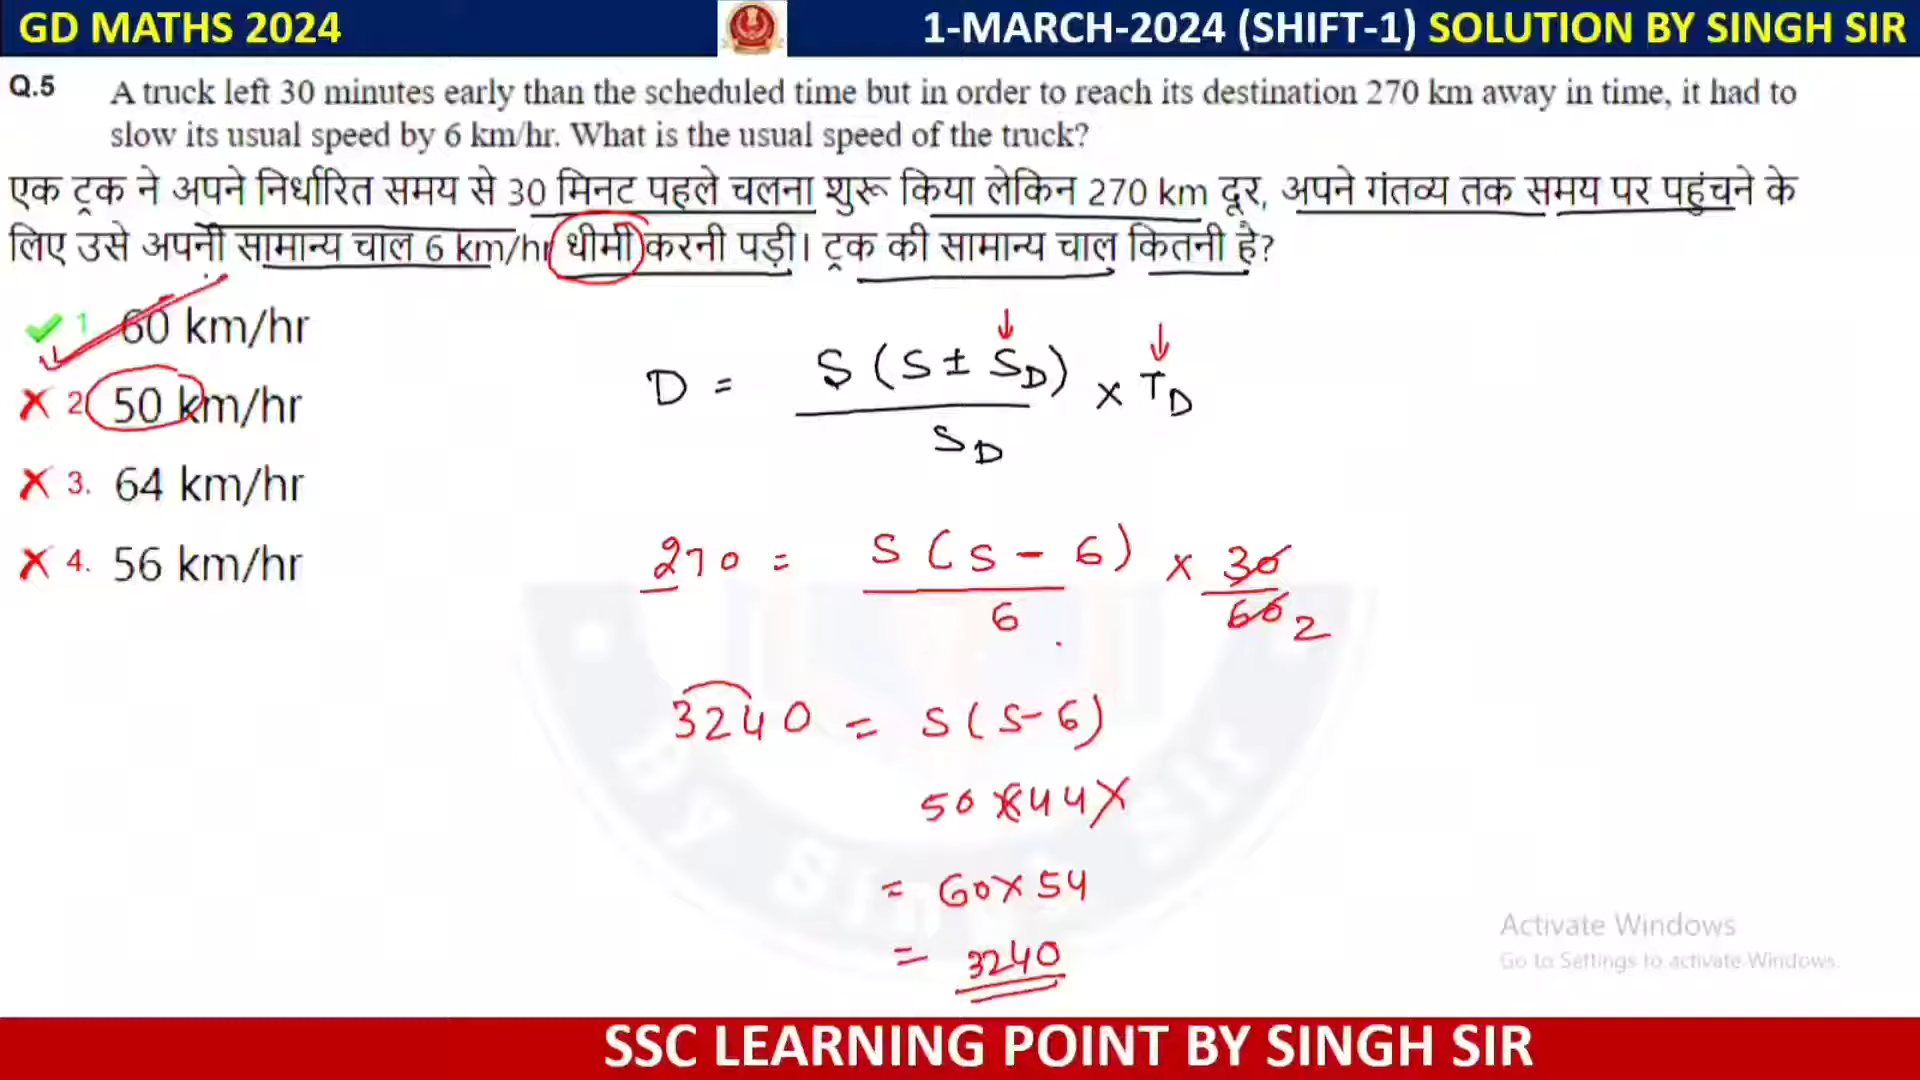 GD MATHS 2024
1-MARCH-2024 (SHIFT-1) SOLUTION BY SINGH SIR
Q.5 A truck left 30 minutes early than the scheduled time but in order to reach its destination 270 km away in time, it had to
slow its usual speed by 6 km/hr. What is the usual speed of the truck?
एक ट्रक ने अपने निर्धारित समय से 30 मिनट पहले चलना शुरू किया लेकिन 270 km दूर, अपने गंतव्य तक समय पर पहुंचने के
लिए उसे अपनी सामान्य चाल 6 km/hr धीमी करनी पड़ी। ट्रक की सामान्य चाल कितनी है?
1 60 km/hr
2 50 km/hr
3. 64 km/hr
4. 56 km/hr
D = S (S ± SD) / SD × TD
270 = S (S - 6) / 6 × 30 / 60 2
3240 = S (S-6)
50 × 44 ×
= 60 × 54
= 3240
By Singh Sir
Activate Windows
Go to Settings to activate Windows.
SSC LEARNING POINT BY SINGH SIR